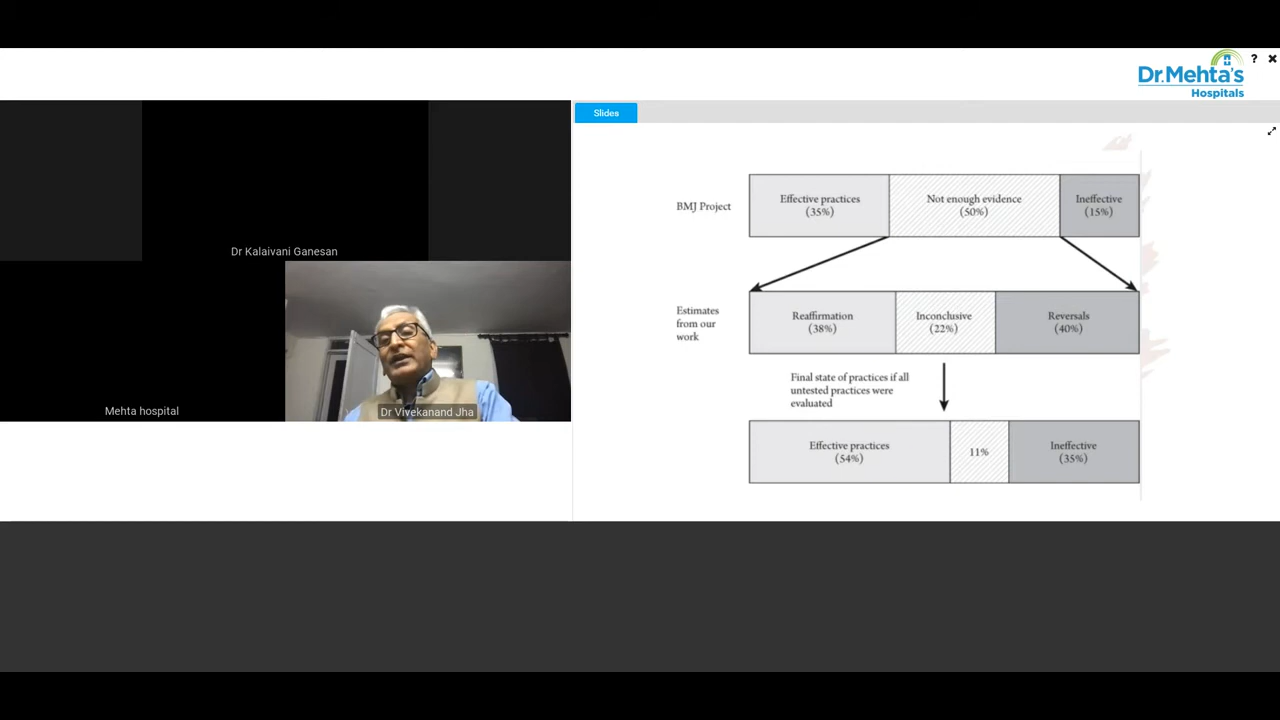 ? ✖
Dr.Mehta's
Hospitals
Slides
Dr Kalaivani Ganesan
Mehta hospital
Dr Vivekanand Jha
BMJ Project
Effective practices
(35%)
Not enough evidence
(50%)
Ineffective
(15%)
Estimates
from our
work
Reaffirmation
(38%)
Inconclusive
(22%)
Reversals
(40%)
Final state of practices if all
untested practices were
evaluated
Effective practices
(54%)
11%
Ineffective
(35%)